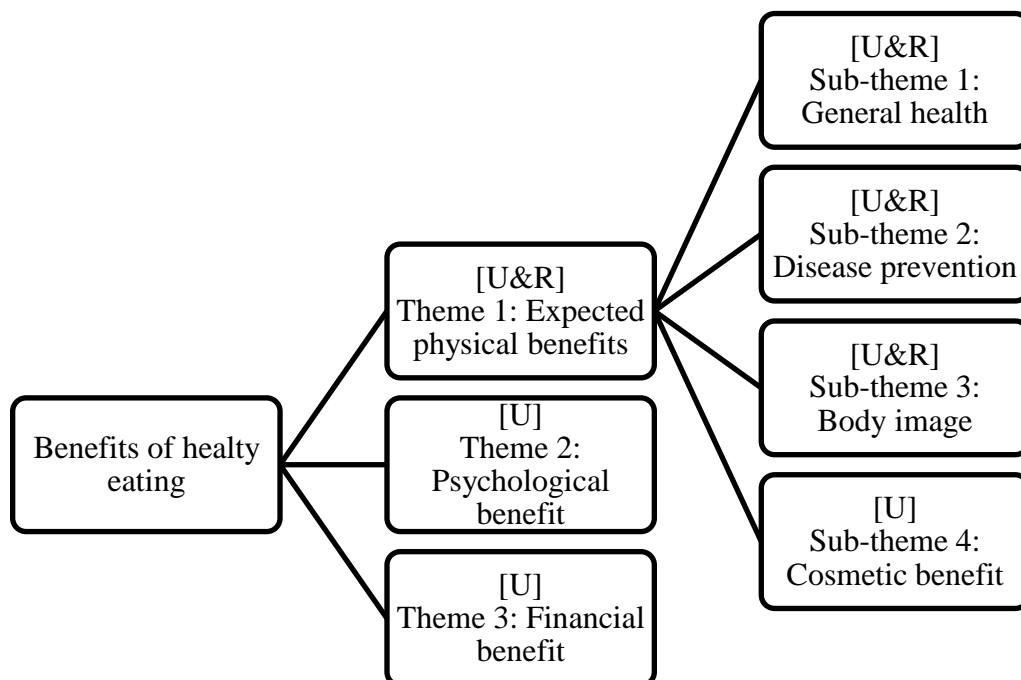 Benefits of healty
eating
[U&R]
Theme 1: Expected
physical benefits
[U]
Theme 2:
Psychological
benefit
[U]
Theme 3: Financial
benefit
[U&R]
Sub-theme 1:
General health
[U&R]
Sub-theme 2:
Disease prevention
[U&R]
Sub-theme 3:
Body image
[U]
Sub-theme 4:
Cosmetic benefit